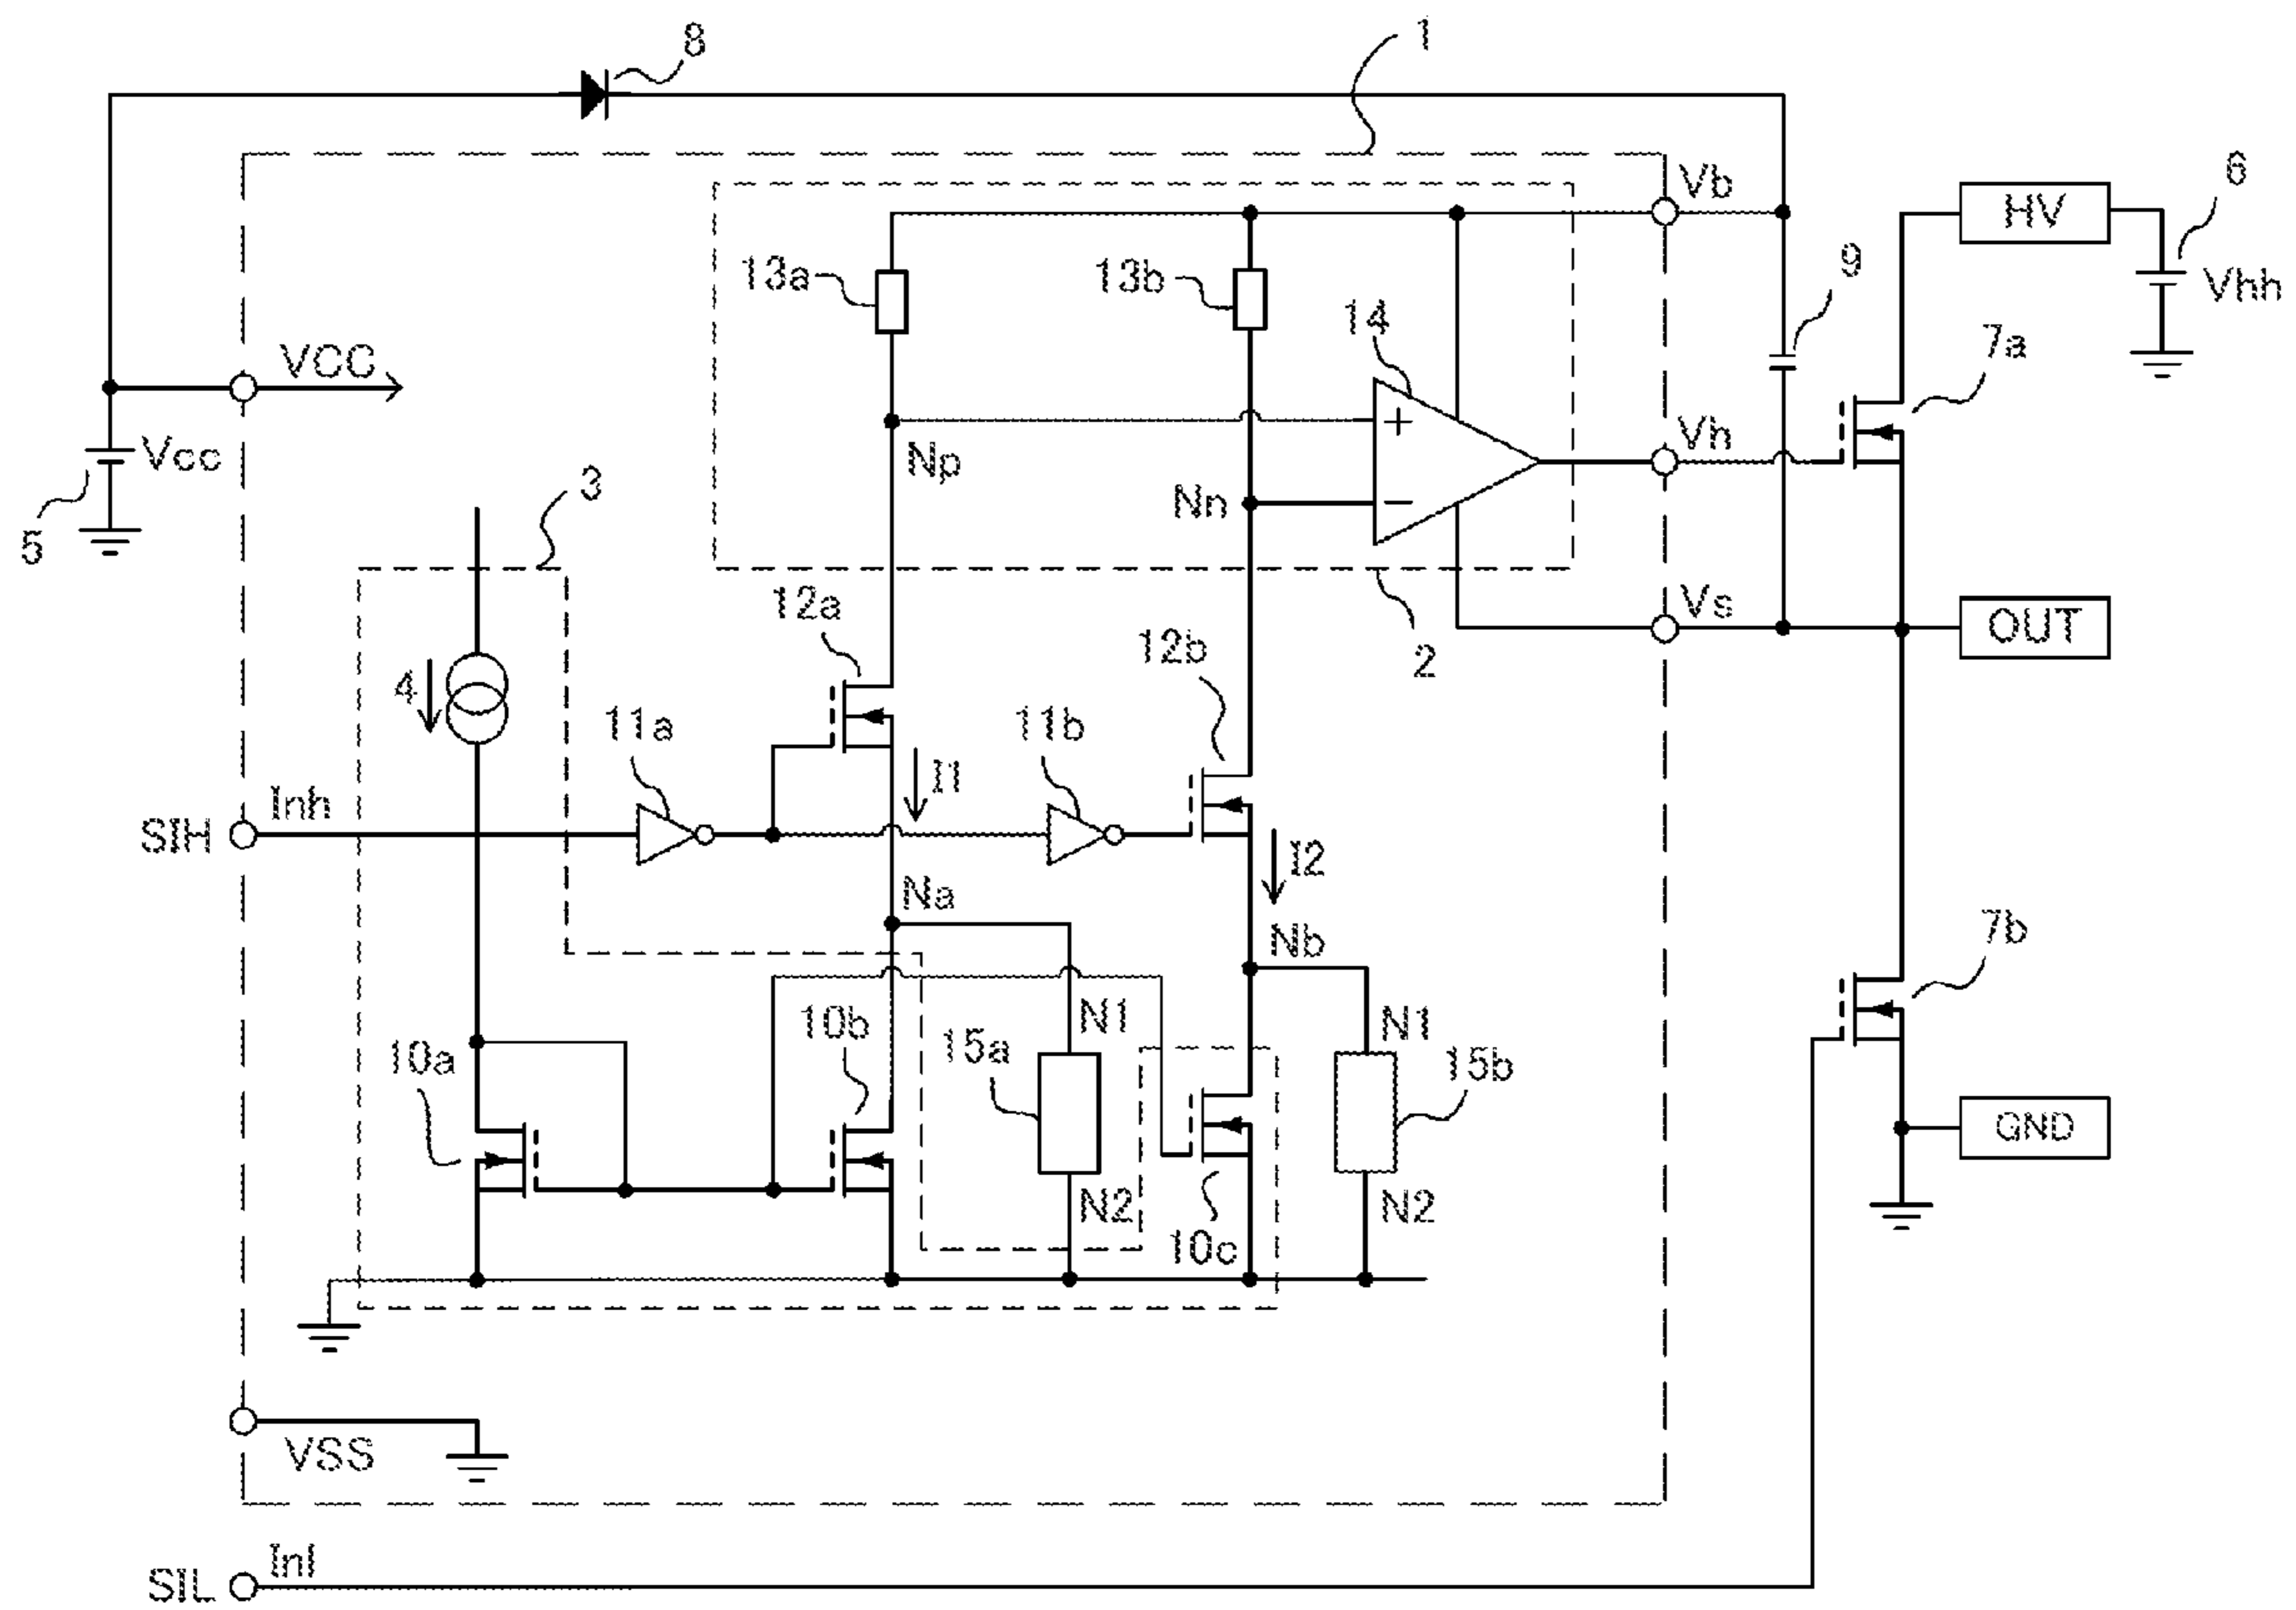 8
1
Vb
6
HV
13a
13b
9
Vhh
14
7a
VCC
+
Vcc
Np
Vh
3
Nn
−
5
12a
Vs
OUT
12b
2
4
11a
11b
I1
Inh
SIH
I2
Na
Nb
7b
10b
N1
N1
10a
15a
15b
GND
N2
N2
10c
VSS
Inl
SIL